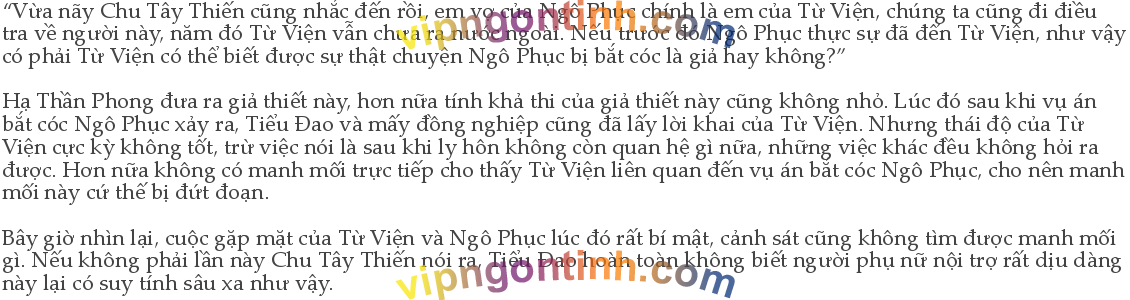 “Vừa nãy Chu Tây Thiến cũng nhắc đến rồi, em vợ của Ngô Phục chính là em của Từ Viện, chúng ta cũng đi điều
tra về người này, năm đó Từ Viện vẫn chưa ra nước ngoài. Nếu trước đó Ngô Phục thực sự đã đến Từ Viện, như vậy
vipngontinh.com
có phải Từ Viện có thể biết được sự thật chuyện Ngô Phục bị bắt cóc là giả hay không?”
Hạ Thần Phong đưa ra giả thiết này, hơn nữa tính khả thi của giả thiết này cũng không nhỏ. Lúc đó sau khi vụ án
bắt cóc Ngô Phục xảy ra, Tiểu Đao và mấy đồng nghiệp cũng đã lấy lời khai của Từ Viện. Nhưng thái độ của Từ
Viện cực kỳ không tốt, trừ việc nói là sau khi ly hôn không còn quan hệ gì nữa, những việc khác đều không hỏi ra
được. Hơn nữa không có manh mối trực tiếp cho thấy Từ Viện liên quan đến vụ án bắt cóc Ngô Phục, cho nên manh
mối này cứ thế bị đứt đoạn.
Bây giờ nhìn lại, cuộc gặp mặt của Từ Viện và Ngô Phục lúc đó rất bí mật, cảnh sát cũng không tìm được manh mối
gì. Nếu không phải lần này Chu Tây Thiến nói ra, Tiểu Đao hoàn toàn không biết người phụ nữ nội trợ rất dịu dàng
này lại có suy tính sâu xa như vậy.
vipngontinh.com